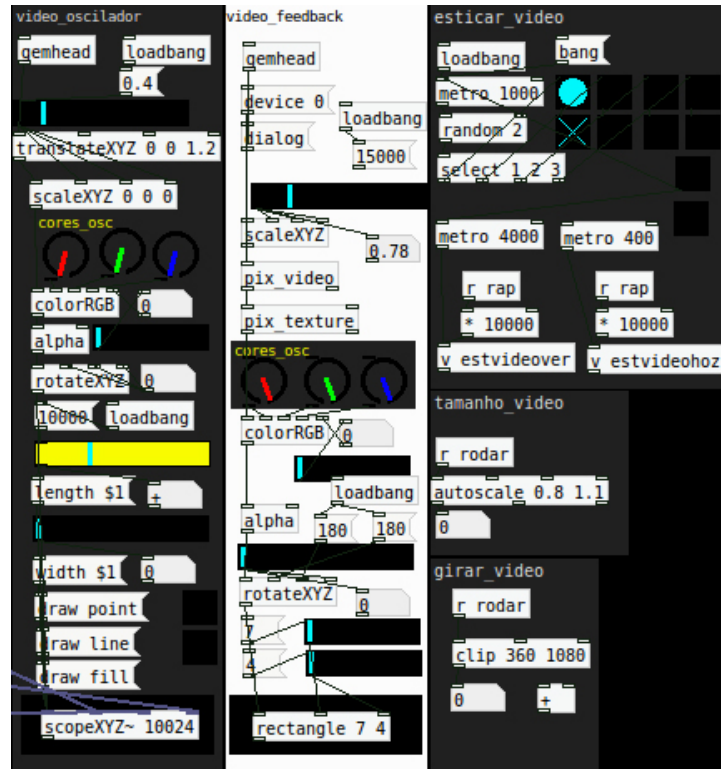 video_oscilador
gemhead
loadbang
0.4
translateXYZ 0 0 1.2
scaleXYZ 0 0 0
cores_osc
colorRGB
0
alpha
rotateXYZ
0
10000
loadbang
length $1
+
width $1
0
draw point
draw line
draw fill
scopeXYZ~ 10024
video_feedback
gemhead
device 0
dialog
loadbang
15000
scaleXYZ
0.78
pix_video
pix_texture
cores_osc
colorRGB
0
loadbang
alpha
180
180
rotateXYZ
0
7
4
rectangle 7 4
esticar_video
loadbang
bang
metro 1000
random 2
select 1 2 3
metro 4000
metro 400
r rap
r rap
* 10000
* 10000
v estvideover
v estvideohoz
tamanho_video
r rodar
autoscale 0.8 1.1
0
girar_video
r rodar
clip 360 1080
0
+